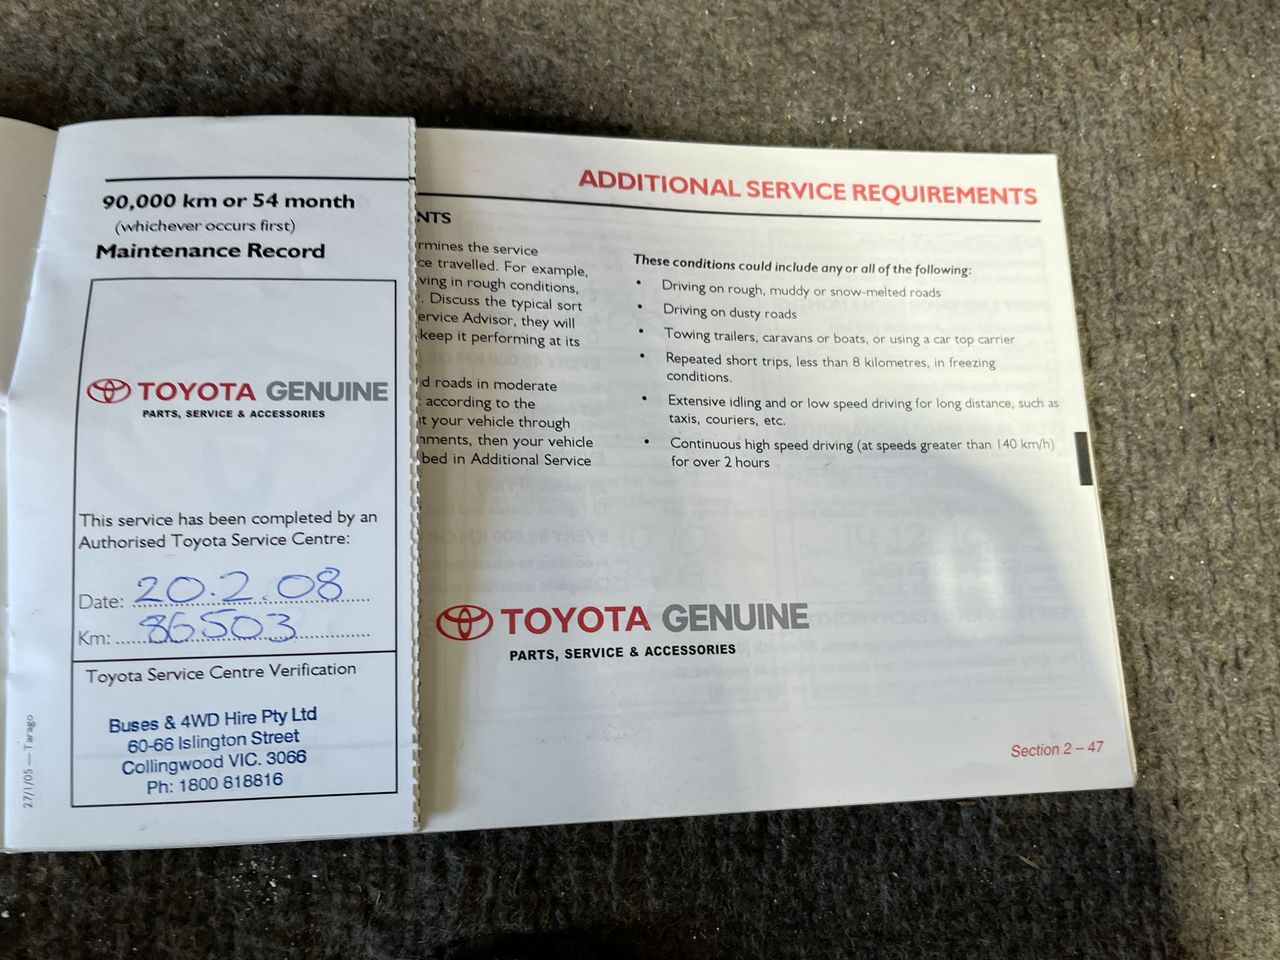 90,000 km or 54 month
(whichever occurs first)
Maintenance Record
TOYOTA GENUINE
PARTS, SERVICE & ACCESSORIES
This service has been completed by an
Authorised Toyota Service Centre:
Date: 20.2.08
Km: 86503
Toyota Service Centre Verification
Buses & 4WD Hire Pty Ltd
60-66 Islington Street
Collingwood VIC. 3066
Ph: 1800 818816
27/1/05 — Tarago
ADDITIONAL SERVICE REQUIREMENTS
NTS
rmines the service
ce travelled. For example,
ving in rough conditions,
. Discuss the typical sort
ervice Advisor, they will
keep it performing at its
d roads in moderate
according to the
t your vehicle through
nments, then your vehicle
bed in Additional Service
These conditions could include any or all of the following:
• Driving on rough, muddy or snow-melted roads
• Driving on dusty roads
• Towing trailers, caravans or boats, or using a car top carrier
• Repeated short trips, less than 8 kilometres, in freezing
conditions.
• Extensive idling and or low speed driving for long distance, such as
taxis, couriers, etc.
• Continuous high speed driving (at speeds greater than 140 km/h)
for over 2 hours
TOYOTA GENUINE
PARTS, SERVICE & ACCESSORIES
Section 2 – 47